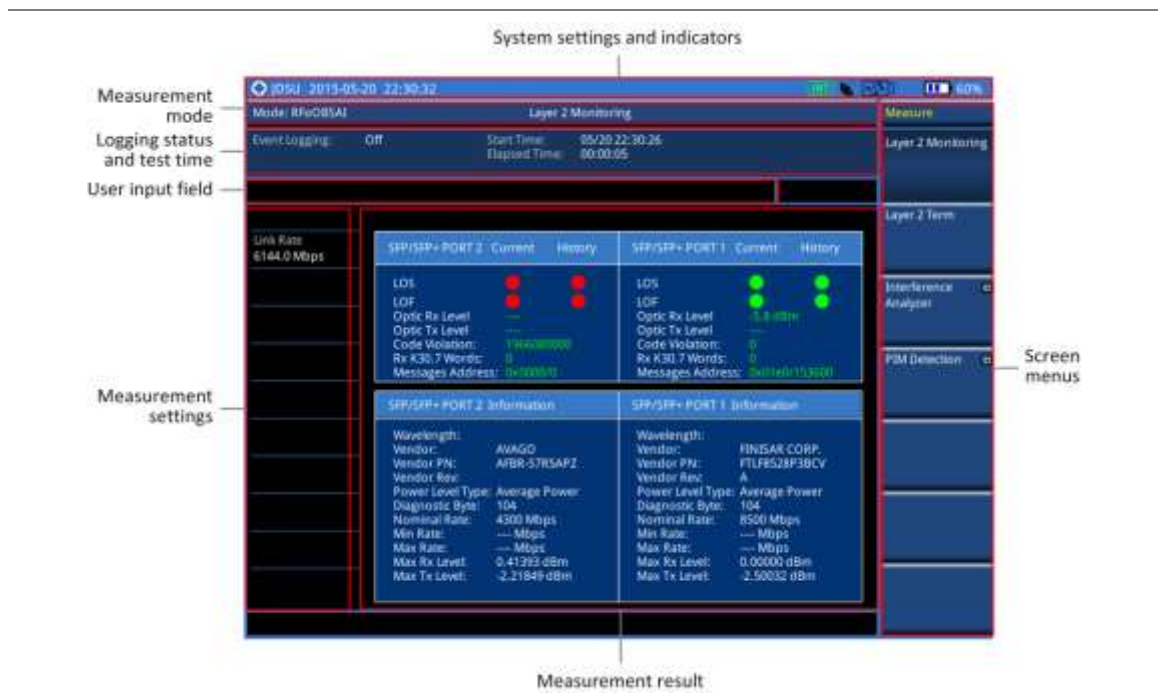 System settings and indicators
Measurement mode
Logging status and test time
User input field
Measurement settings
Screen menus
Measurement result
JDSU 2015-05-20 22:30:32
60%
Mode: RFoOBSAI Layer 2 Monitoring
Measure
Event Logging: Off Start Time: 05/20 22:30:26
Elapsed Time: 00:00:05
Layer 2 Monitoring
Layer 2 Term
Interference Analyzer
PIM Detection
Link Rate
6144.0 Mbps
SFP/SFP+ PORT 2 Current History
LOS
LOF
Optic Rx Level ---
Optic Tx Level ---
Code Violation:
Rx K30.7 Words: 0
Messages Address: 0x0000/0
SFP/SFP+ PORT 1 Current History
LOS
LOF
Optic Rx Level dBm
Optic Tx Level ---
Code Violation: 0
Rx K30.7 Words: 0
Messages Address:
SFP/SFP+ PORT 2 Information
Wavelength:
Vendor: AVAGO
Vendor PN: AFBR-57R5APZ
Vendor Rev:
Power Level Type: Average Power
Diagnostic Byte: 104
Nominal Rate: 4300 Mbps
Min Rate: --- Mbps
Max Rate: --- Mbps
Max Rx Level: 0.41393 dBm
Max Tx Level: -2.21849 dBm
SFP/SFP+ PORT 1 Information
Wavelength:
Vendor: FINISAR CORP.
Vendor PN: FTLF8528P3BCV
Vendor Rev: A
Power Level Type: Average Power
Diagnostic Byte: 104
Nominal Rate: 8500 Mbps
Min Rate: --- Mbps
Max Rate: --- Mbps
Max Rx Level: 0.00000 dBm
Max Tx Level: -2.50032 dBm